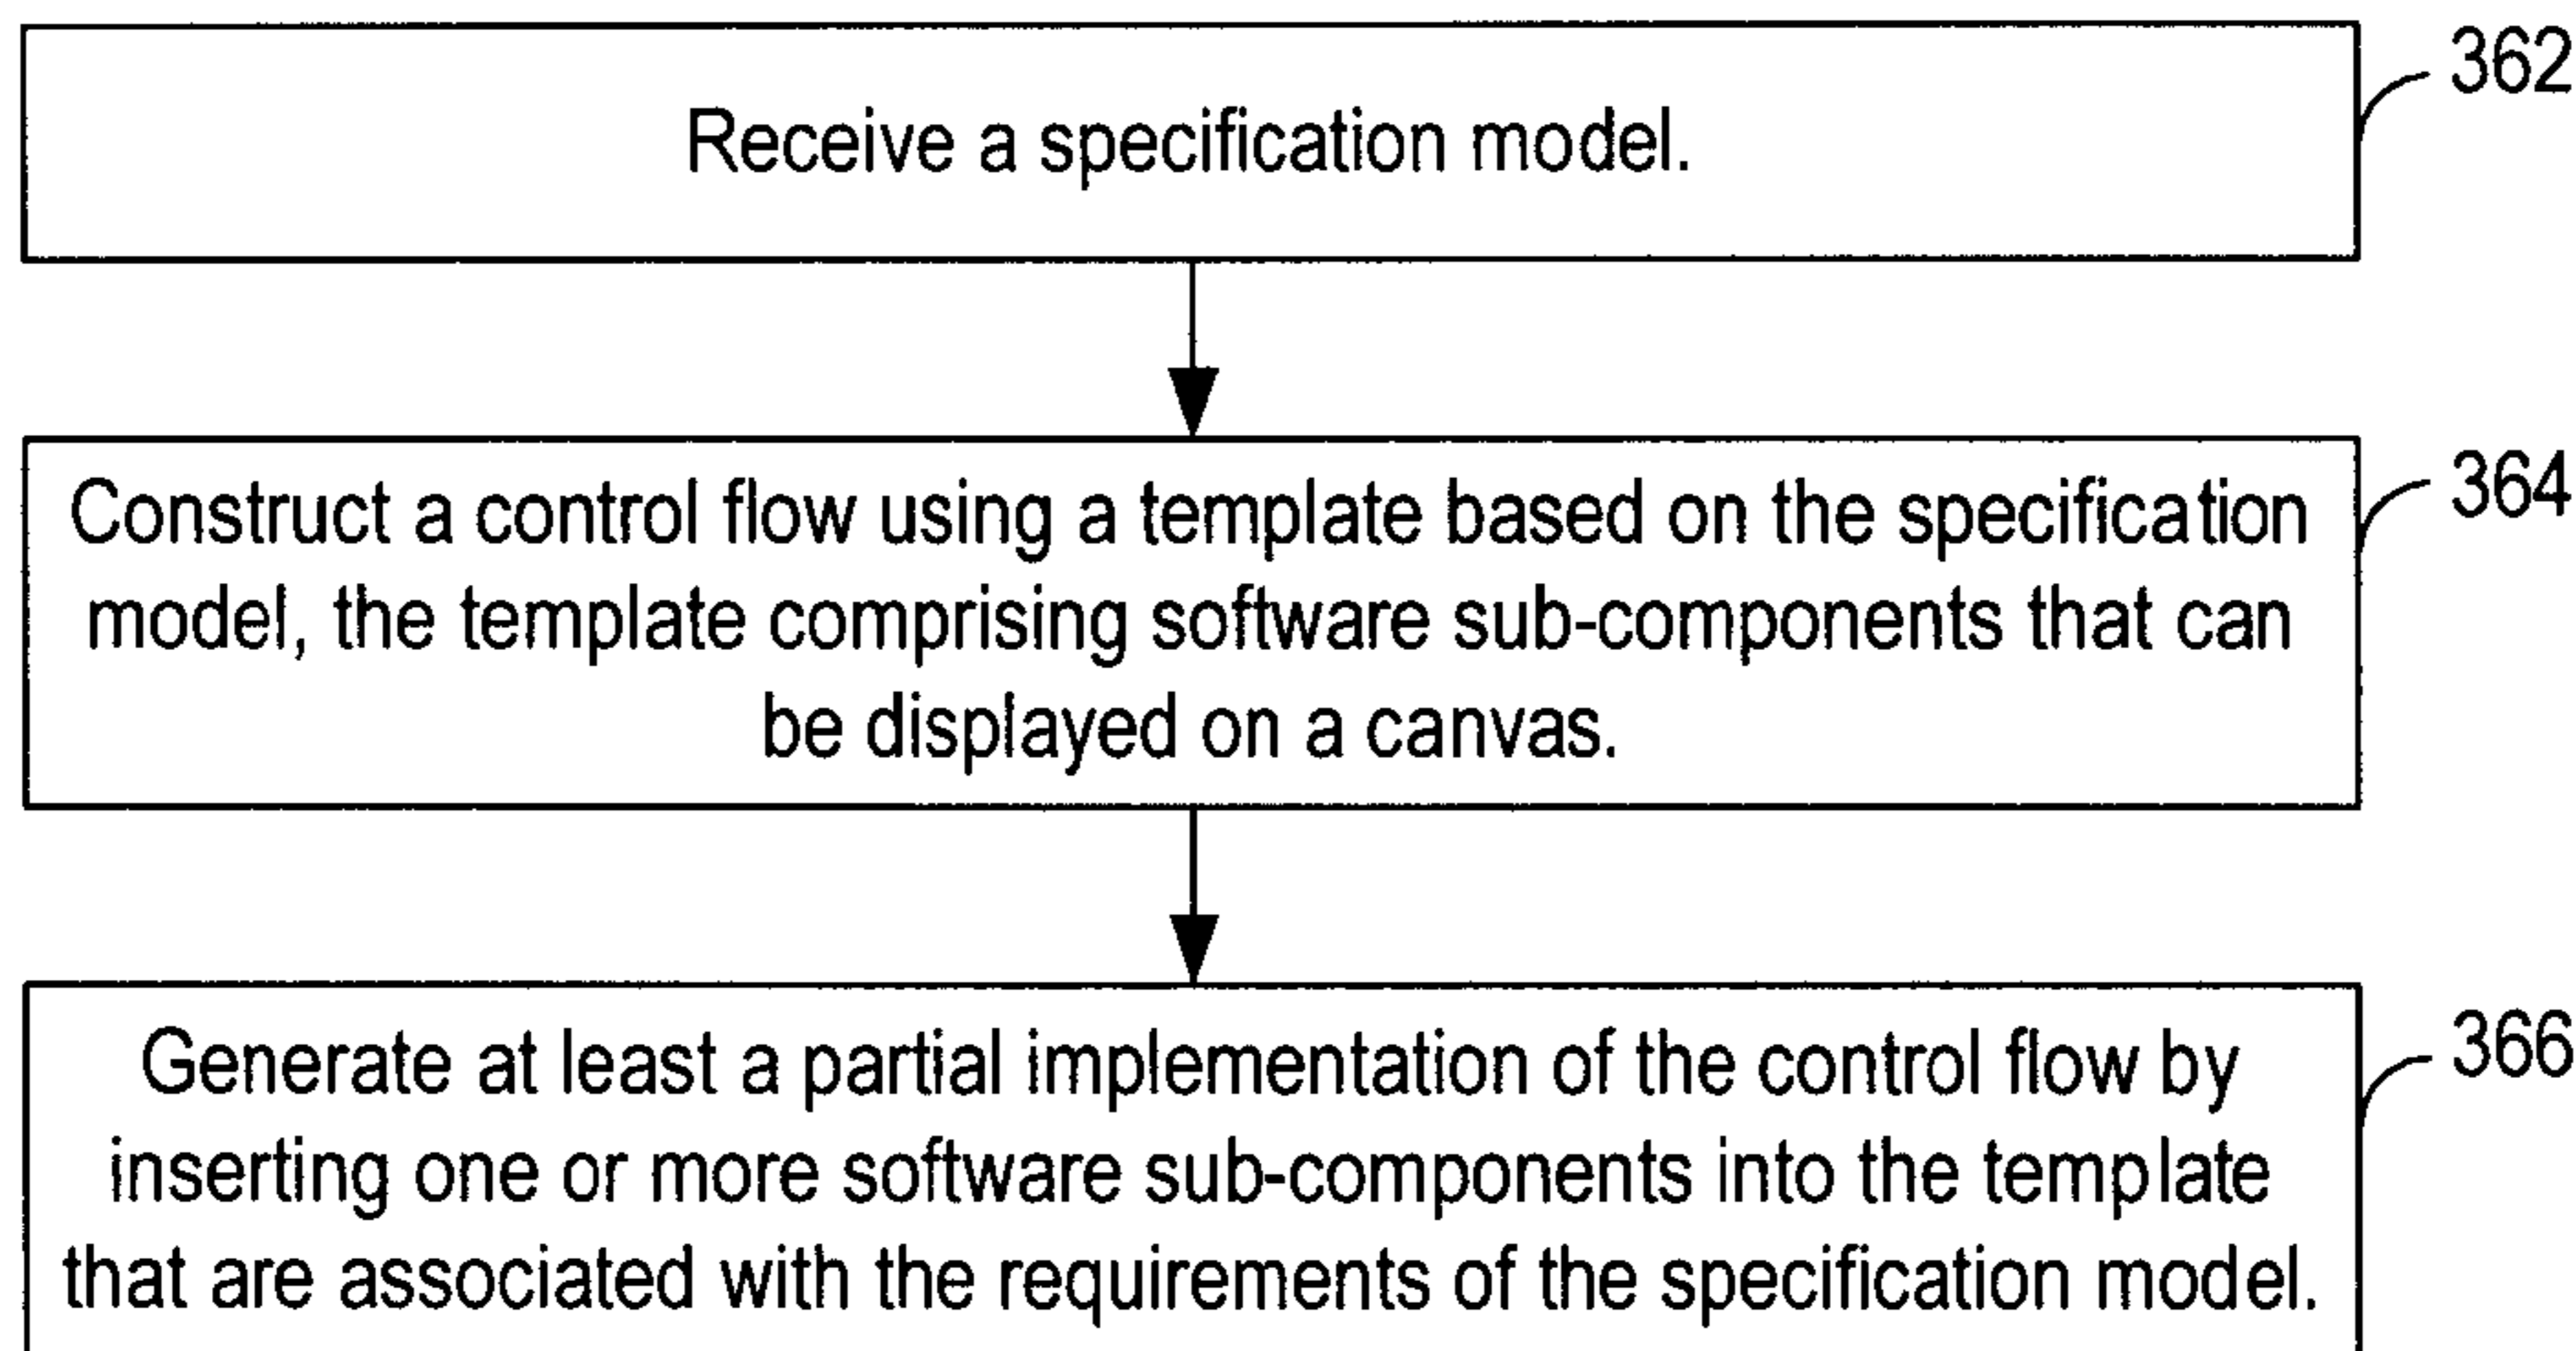 Receive a specification model.
362
Construct a control flow using a template based on the specification
model, the template comprising software sub-components that can
be displayed on a canvas.
364
Generate at least a partial implementation of the control flow by
inserting one or more software sub-components into the template
that are associated with the requirements of the specification model.
366